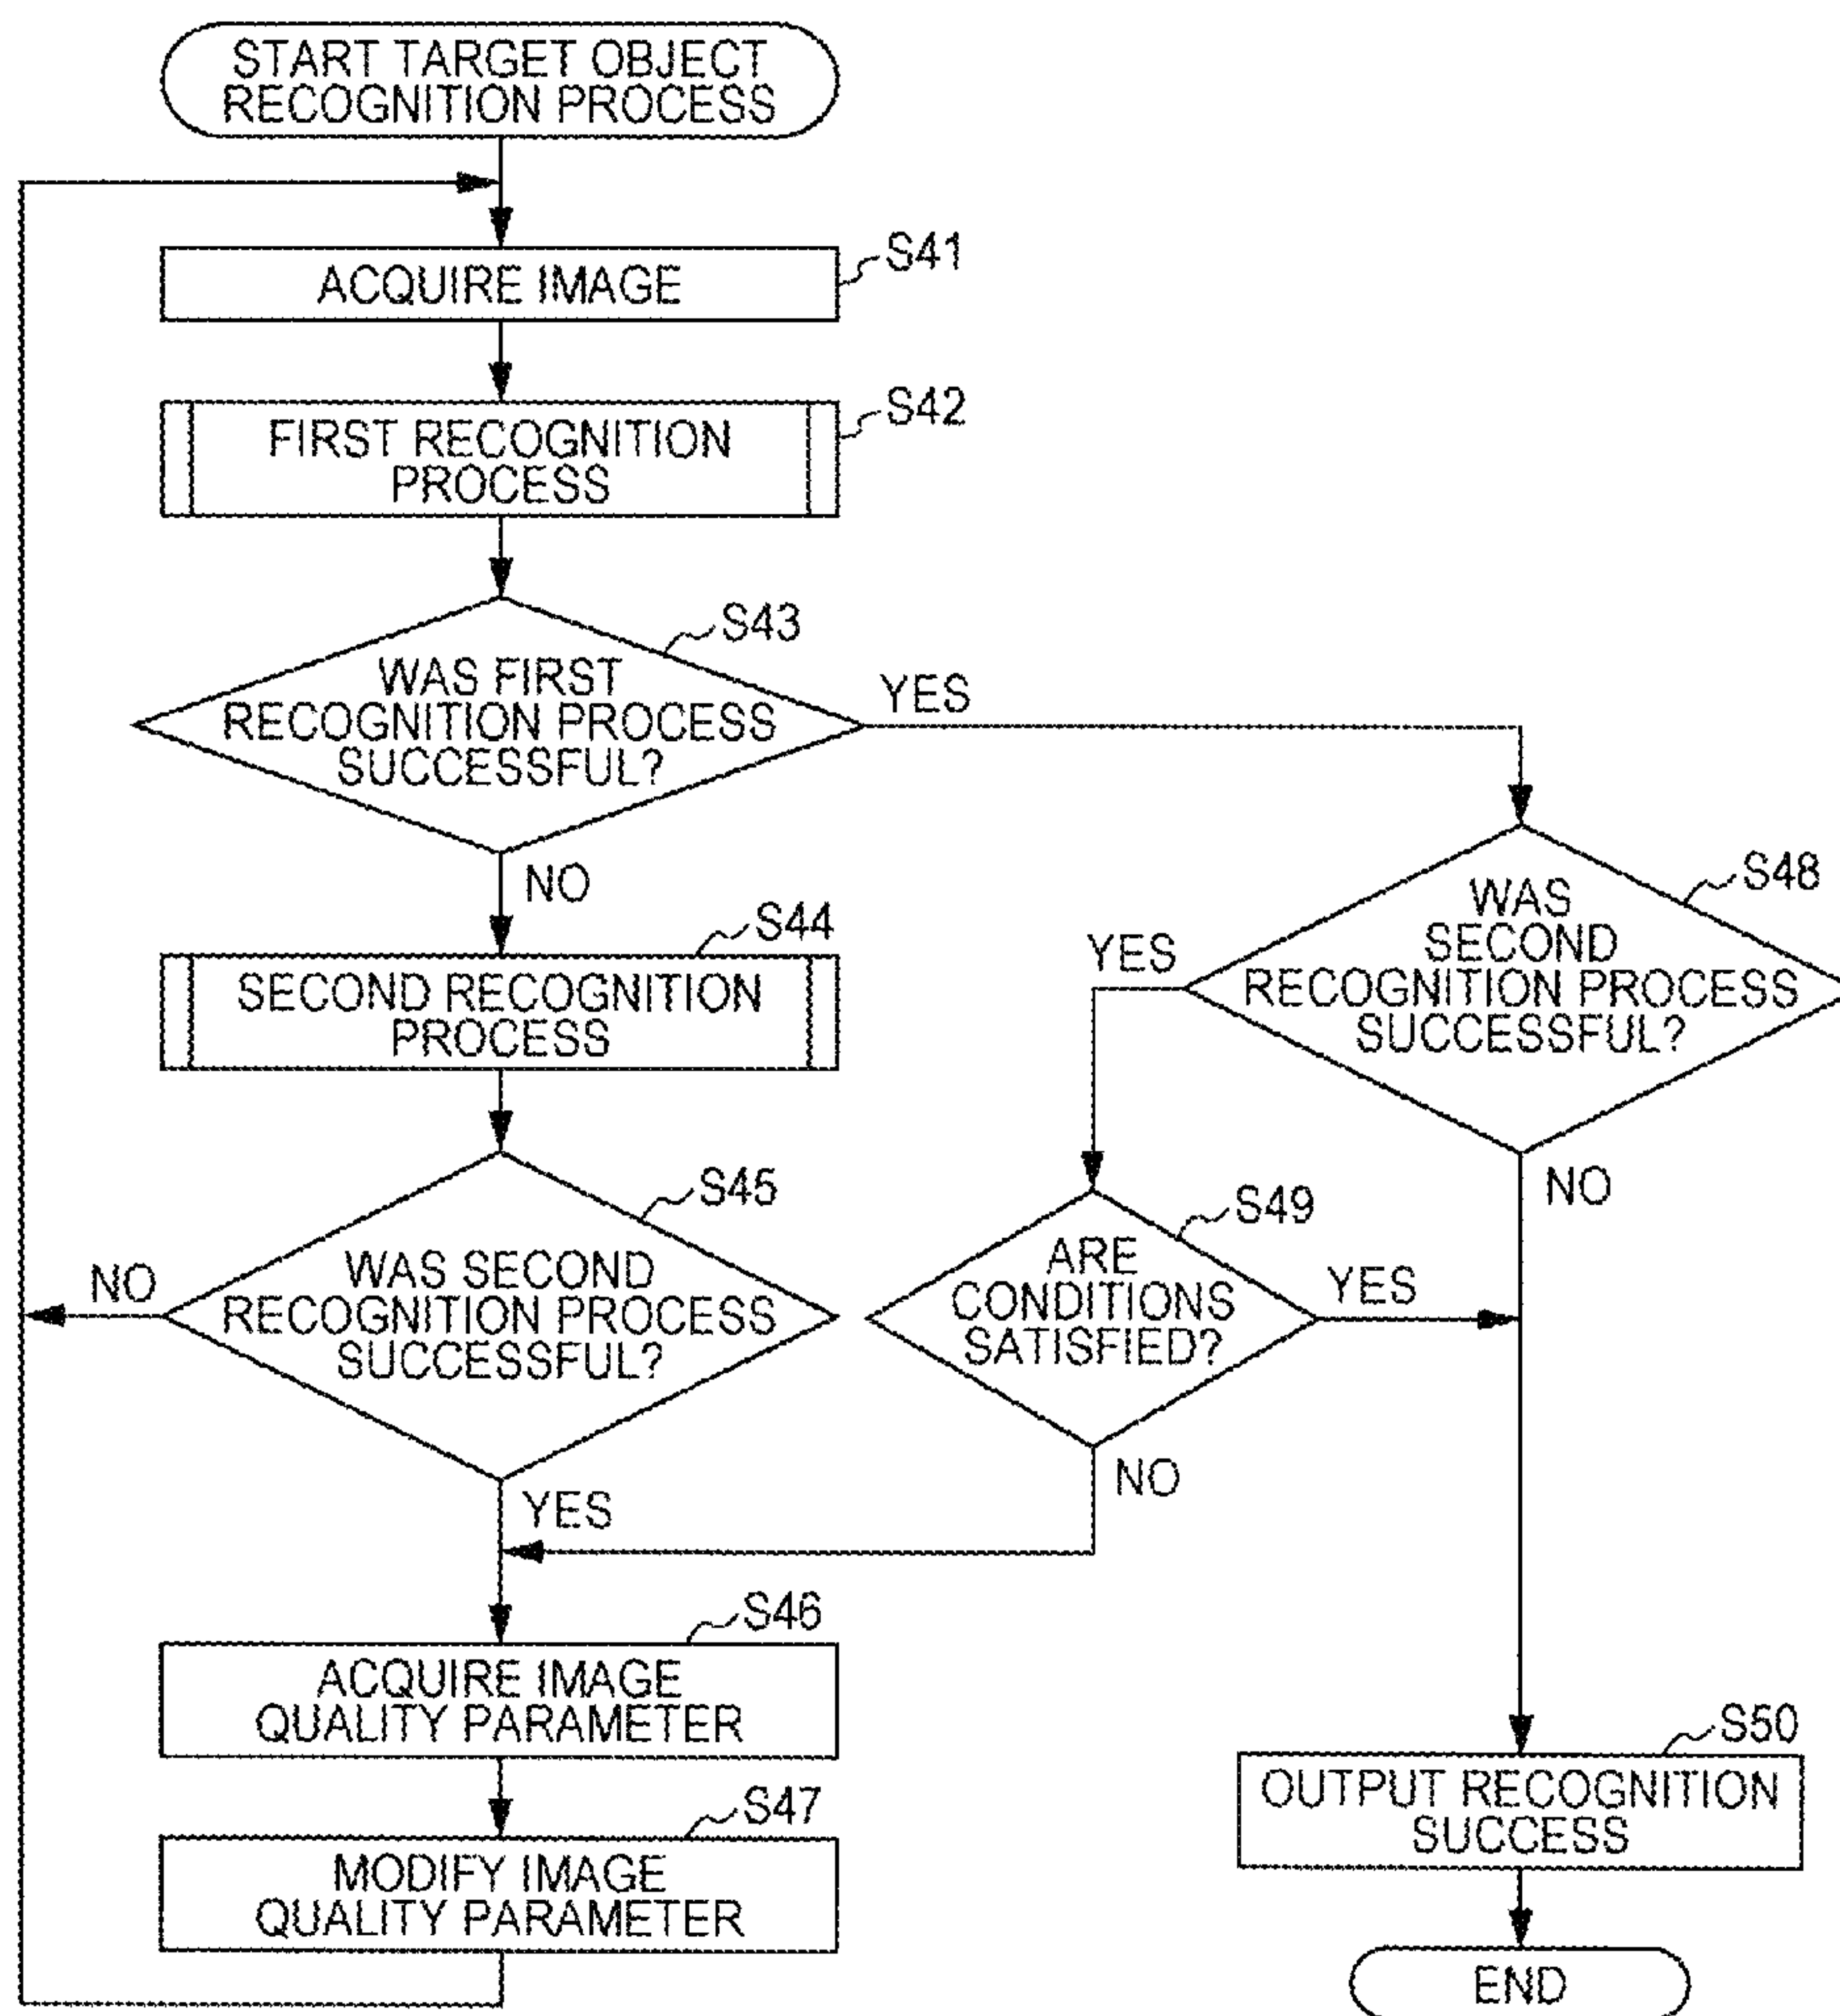 START TARGET OBJECT
RECOGNITION PROCESS
S41
ACQUIRE IMAGE
S42
FIRST RECOGNITION
PROCESS
S43
WAS FIRST
RECOGNITION PROCESS
SUCCESSFUL?
YES
NO
S44
SECOND RECOGNITION
PROCESS
S45
WAS SECOND
RECOGNITION PROCESS
SUCCESSFUL?
NO
YES
S46
ACQUIRE IMAGE
QUALITY PARAMETER
S47
MODIFY IMAGE
QUALITY PARAMETER
S48
WAS
SECOND
RECOGNITION PROCESS
SUCCESSFUL?
YES
NO
S49
ARE
CONDITIONS
SATISFIED?
YES
NO
S50
OUTPUT RECOGNITION
SUCCESS
END